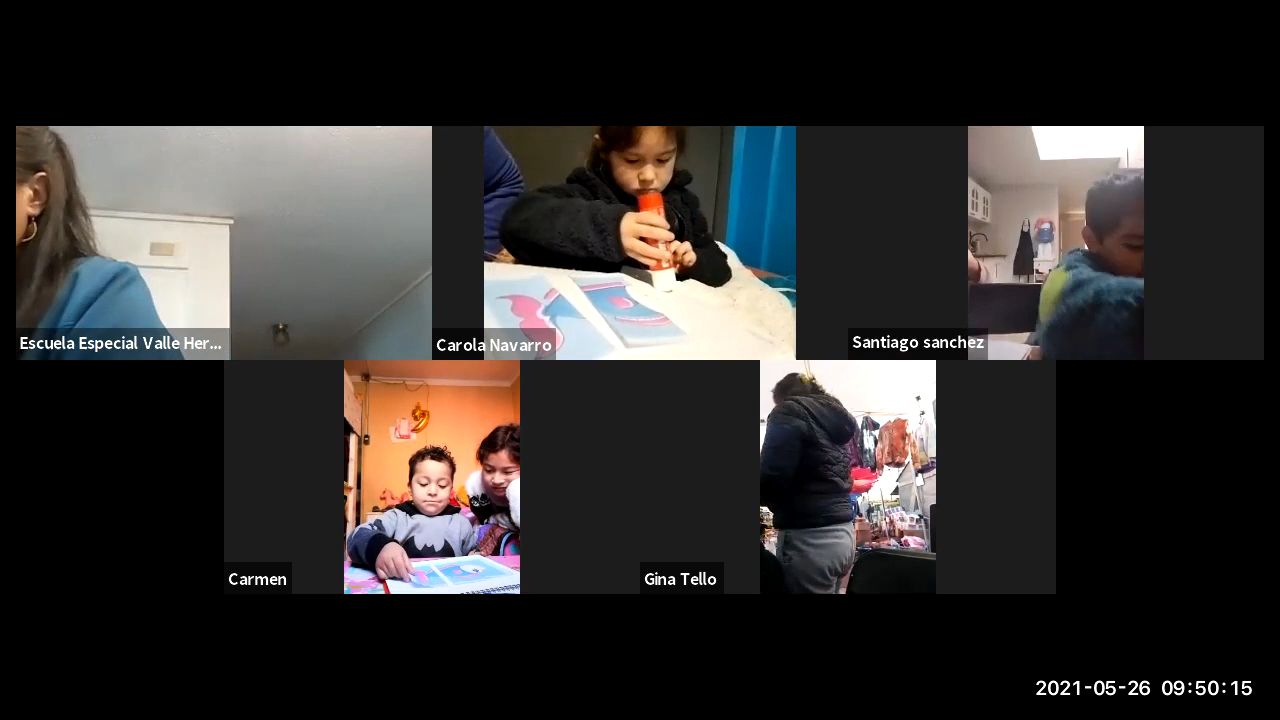 Escuela Especial Valle Her...
Carola Navarro
Santiago sanchez
Carmen
Gina Tello
2021-05-26 09:50:15